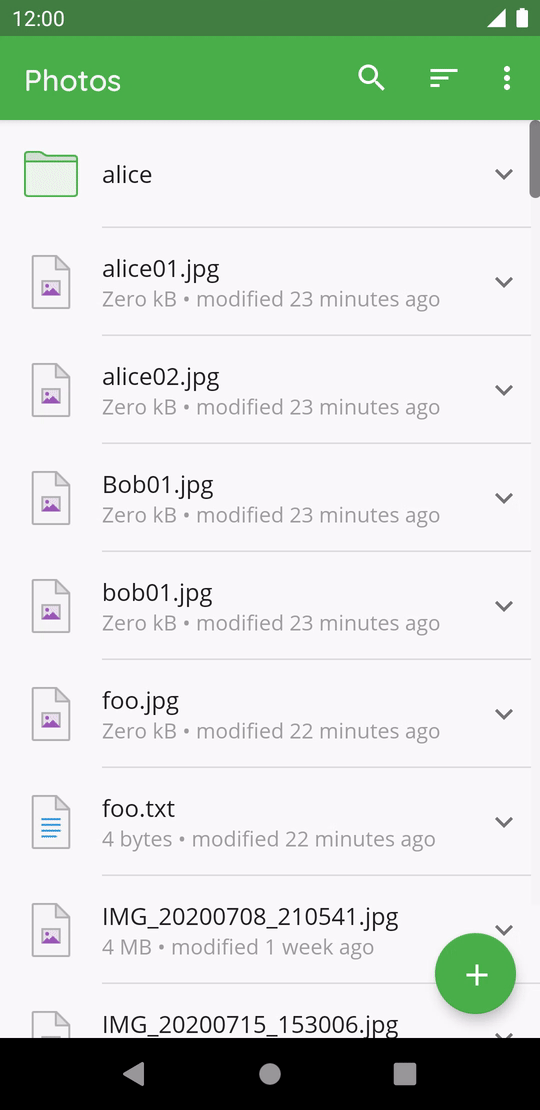 12:00
Photos
alice
alice01.jpg
Zero kB • modified 23 minutes ago
alice02.jpg
Zero kB • modified 23 minutes ago
Bob01.jpg
Zero kB • modified 23 minutes ago
bob01.jpg
Zero kB • modified 23 minutes ago
foo.jpg
Zero kB • modified 22 minutes ago
foo.txt
4 bytes • modified 22 minutes ago
IMG_20200708_210541.jpg
4 MB • modified 1 week ago
IMG_20200715_153006.jpg